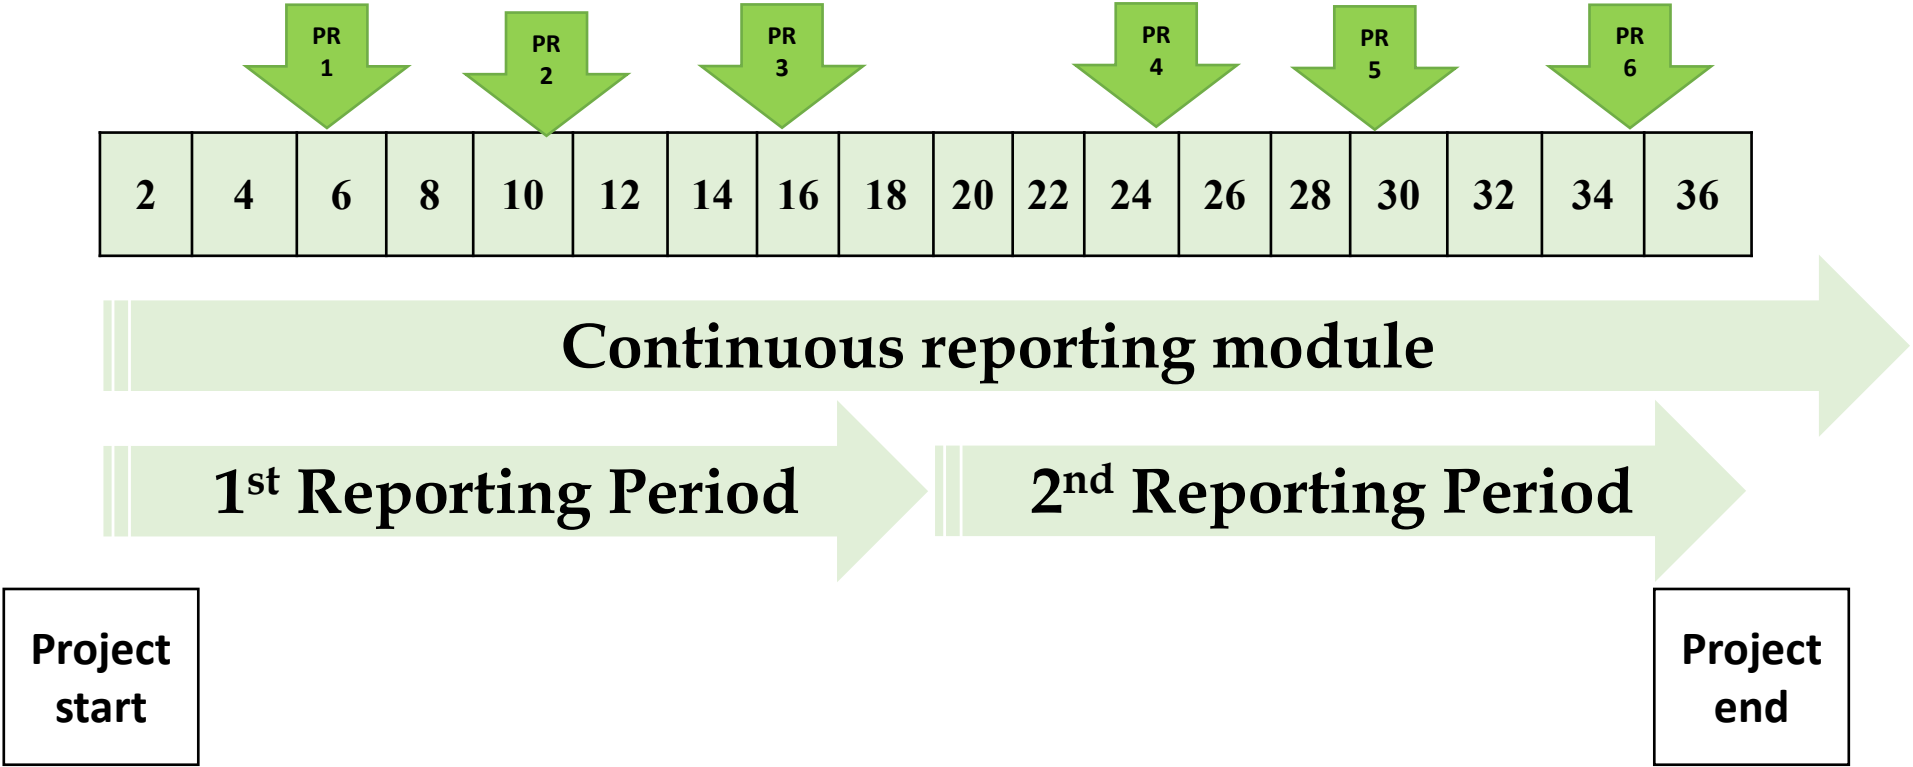 PR
1
PR
2
PR
3
PR
4
PR
5
PR
6
2 4 6 8 10 12 14 16 18 20 22 24 26 28 30 32 34 36
Continuous reporting module
1st Reporting Period
2nd Reporting Period
Project
start
Project
end